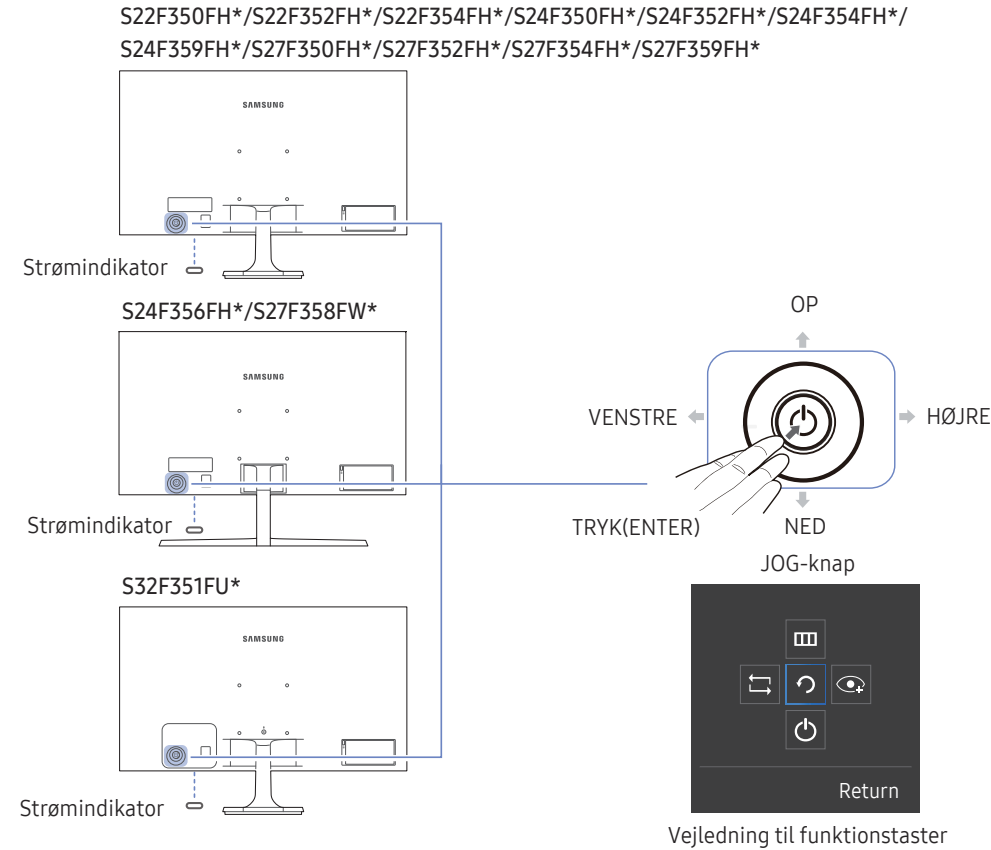 S22F350FH*/S22F352FH*/S22F354FH*/S24F350FH*/S24F352FH*/S24F354FH*/
S24F359FH*/S27F350FH*/S27F352FH*/S27F354FH*/S27F359FH*
SAMSUNG
Strømindikator
S24F356FH*/S27F358FW*
SAMSUNG
Strømindikator
S32F351FU*
SAMSUNG
Strømindikator
OP
VENSTRE
HØJRE
TRYK(ENTER)
NED
JOG-knap
Return
Vejledning til funktionstaster